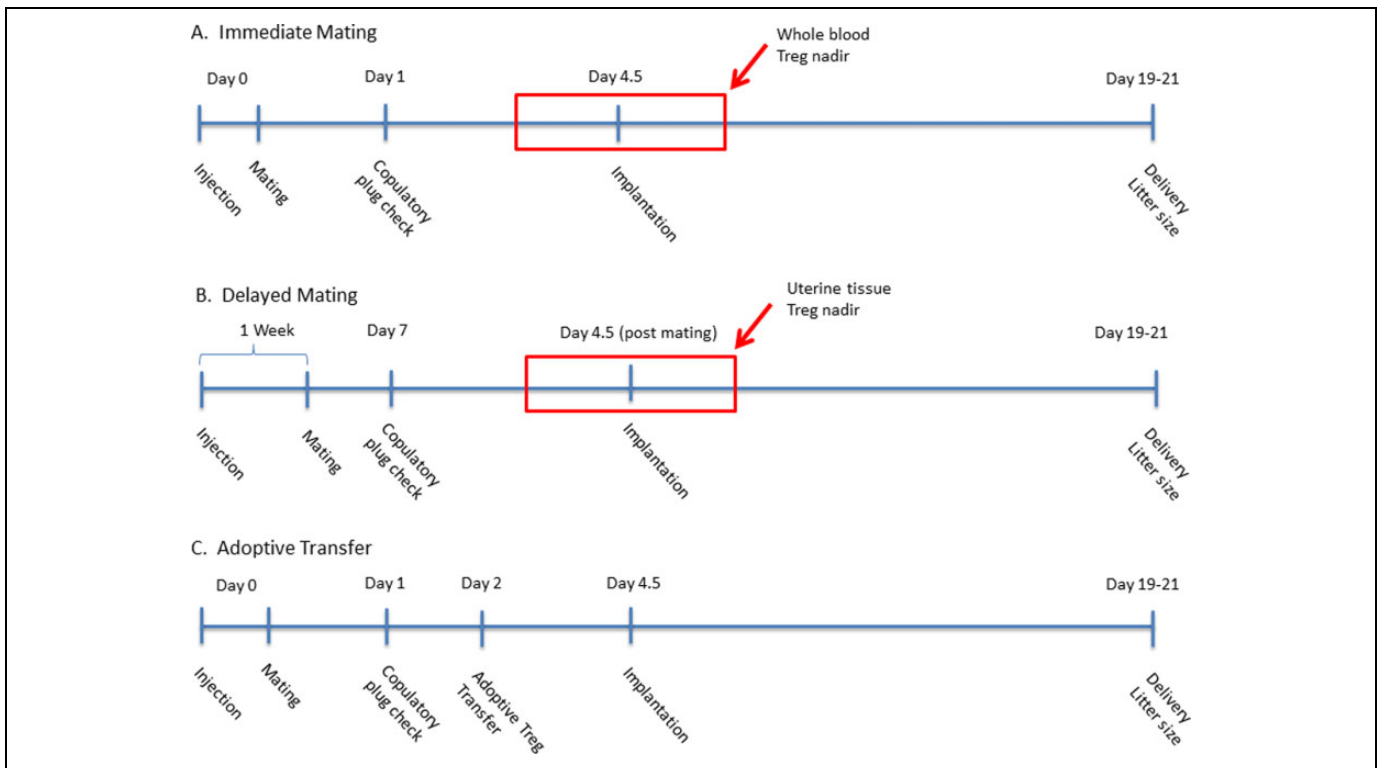 A. Immediate Mating
Whole blood
Treg nadir
Day 0
Day 1
Day 4.5
Day 19-21
Injection
Mating
Copulatory
plug check
Implantation
Delivery
Litter size
B. Delayed Mating
Uterine tissue
Treg nadir
1 Week
Day 7
Day 4.5 (post mating)
Day 19-21
Injection
Mating
Copulatory
plug check
Implantation
Delivery
Litter size
C. Adoptive Transfer
Day 0
Day 1
Day 2
Day 4.5
Day 19-21
Injection
Mating
Copulatory
plug check
Adoptive Treg
Transfer
Implantation
Delivery
Litter size